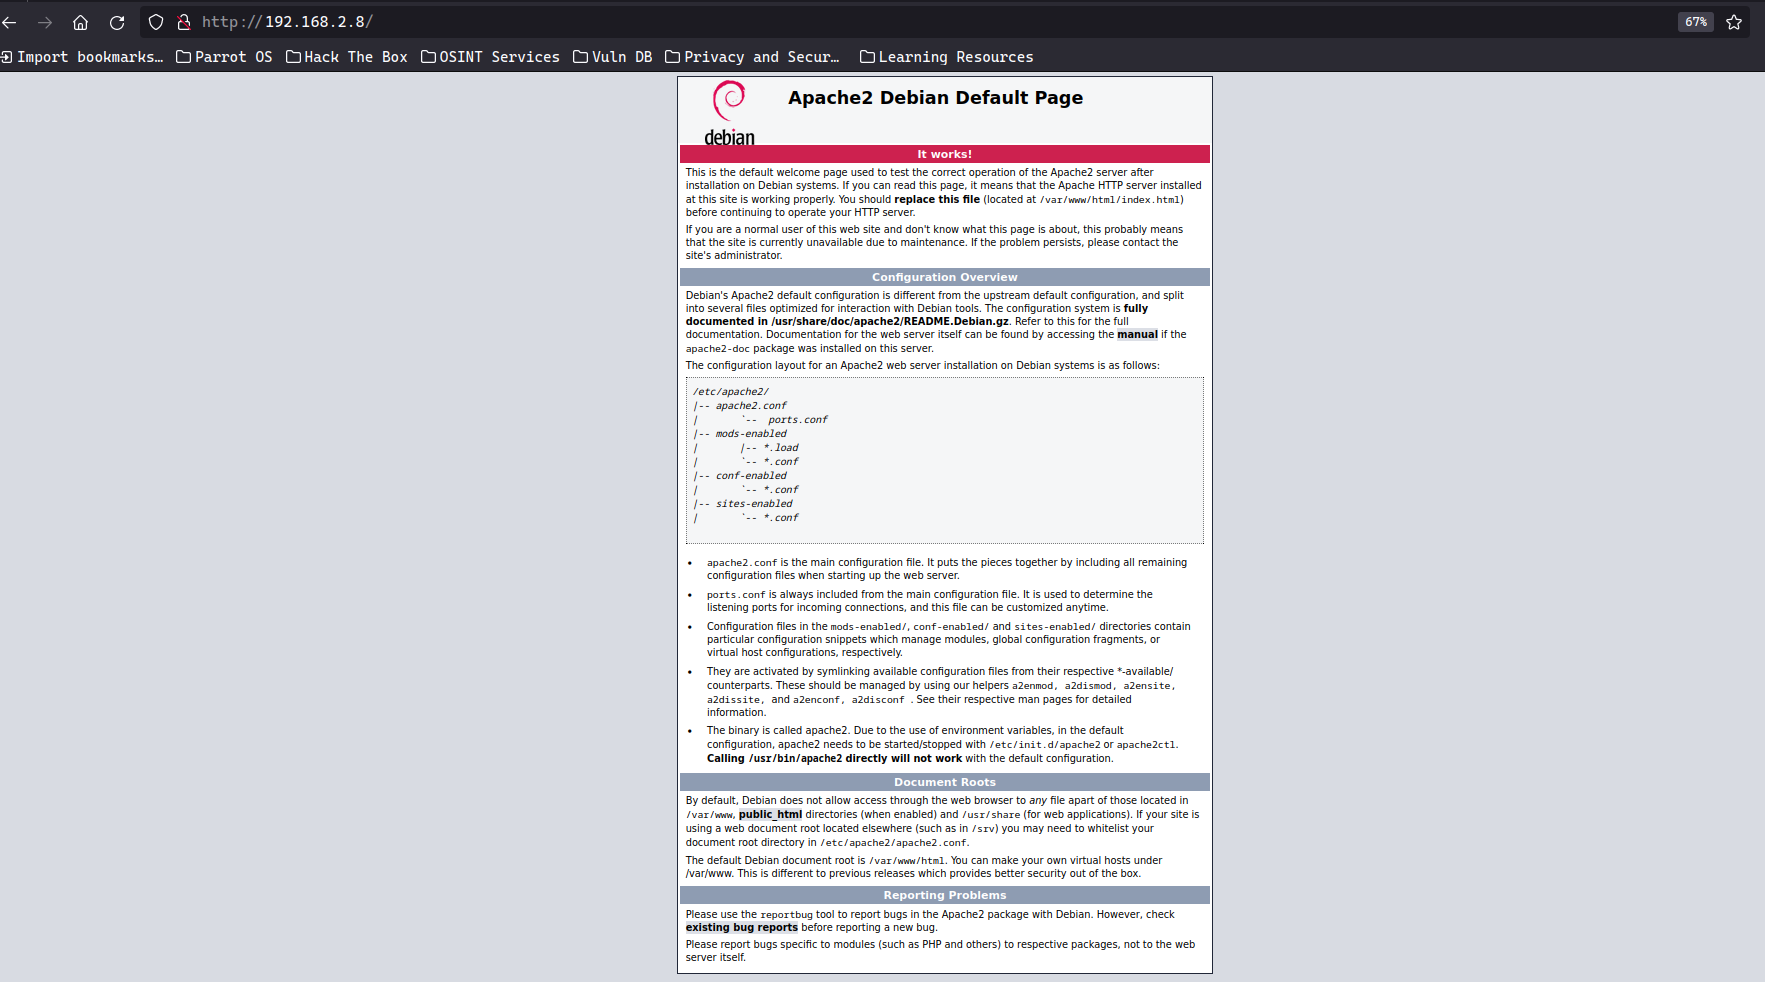 http://192.168.2.8/
67%
Import bookmarks…
Parrot OS
Hack The Box
OSINT Services
Vuln DB
Privacy and Secur…
Learning Resources
debian
Apache2 Debian Default Page
It works!
This is the default welcome page used to test the correct operation of the Apache2 server after
installation on Debian systems. If you can read this page, it means that the Apache HTTP server installed
at this site is working properly. You should replace this file (located at /var/www/html/index.html)
before continuing to operate your HTTP server.
If you are a normal user of this web site and don't know what this page is about, this probably means
that the site is currently unavailable due to maintenance. If the problem persists, please contact the
site's administrator.
Configuration Overview
Debian's Apache2 default configuration is different from the upstream default configuration, and split
into several files optimized for interaction with Debian tools. The configuration system is fully
documented in /usr/share/doc/apache2/README.Debian.gz. Refer to this for the full
documentation. Documentation for the web server itself can be found by accessing the manual if the
apache2-doc package was installed on this server.
The configuration layout for an Apache2 web server installation on Debian systems is as follows:
/etc/apache2/
|-- apache2.conf
|       `--  ports.conf
|-- mods-enabled
|       |-- *.load
|       `-- *.conf
|-- conf-enabled
|       `-- *.conf
|-- sites-enabled
|       `-- *.conf
• apache2.conf is the main configuration file. It puts the pieces together by including all remaining
configuration files when starting up the web server.
• ports.conf is always included from the main configuration file. It is used to determine the
listening ports for incoming connections, and this file can be customized anytime.
• Configuration files in the mods-enabled/, conf-enabled/ and sites-enabled/ directories contain
particular configuration snippets which manage modules, global configuration fragments, or
virtual host configurations, respectively.
• They are activated by symlinking available configuration files from their respective *-available/
counterparts. These should be managed by using our helpers a2enmod, a2dismod, a2ensite,
a2dissite, and a2enconf, a2disconf . See their respective man pages for detailed
information.
• The binary is called apache2. Due to the use of environment variables, in the default
configuration, apache2 needs to be started/stopped with /etc/init.d/apache2 or apache2ctl.
Calling /usr/bin/apache2 directly will not work with the default configuration.
Document Roots
By default, Debian does not allow access through the web browser to any file apart of those located in
/var/www, public_html directories (when enabled) and /usr/share (for web applications). If your site is
using a web document root located elsewhere (such as in /srv) you may need to whitelist your
document root directory in /etc/apache2/apache2.conf.
The default Debian document root is /var/www/html. You can make your own virtual hosts under
/var/www. This is different to previous releases which provides better security out of the box.
Reporting Problems
Please use the reportbug tool to report bugs in the Apache2 package with Debian. However, check
existing bug reports before reporting a new bug.
Please report bugs specific to modules (such as PHP and others) to respective packages, not to the web
server itself.